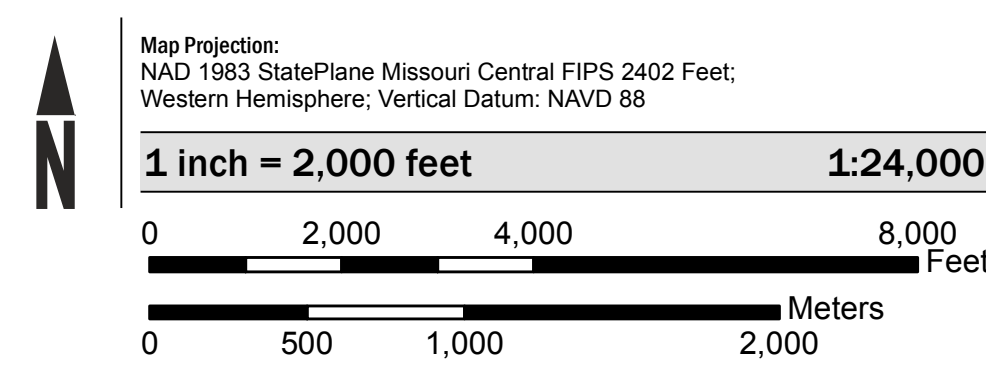 N
Map Projection:
NAD 1983 StatePlane Missouri Central FIPS 2402 Feet;
Western Hemisphere; Vertical Datum: NAVD 88
1 inch = 2,000 feet 1:24,000
0 2,000 4,000 8,000
Feet
Meters
0 500 1,000 2,000